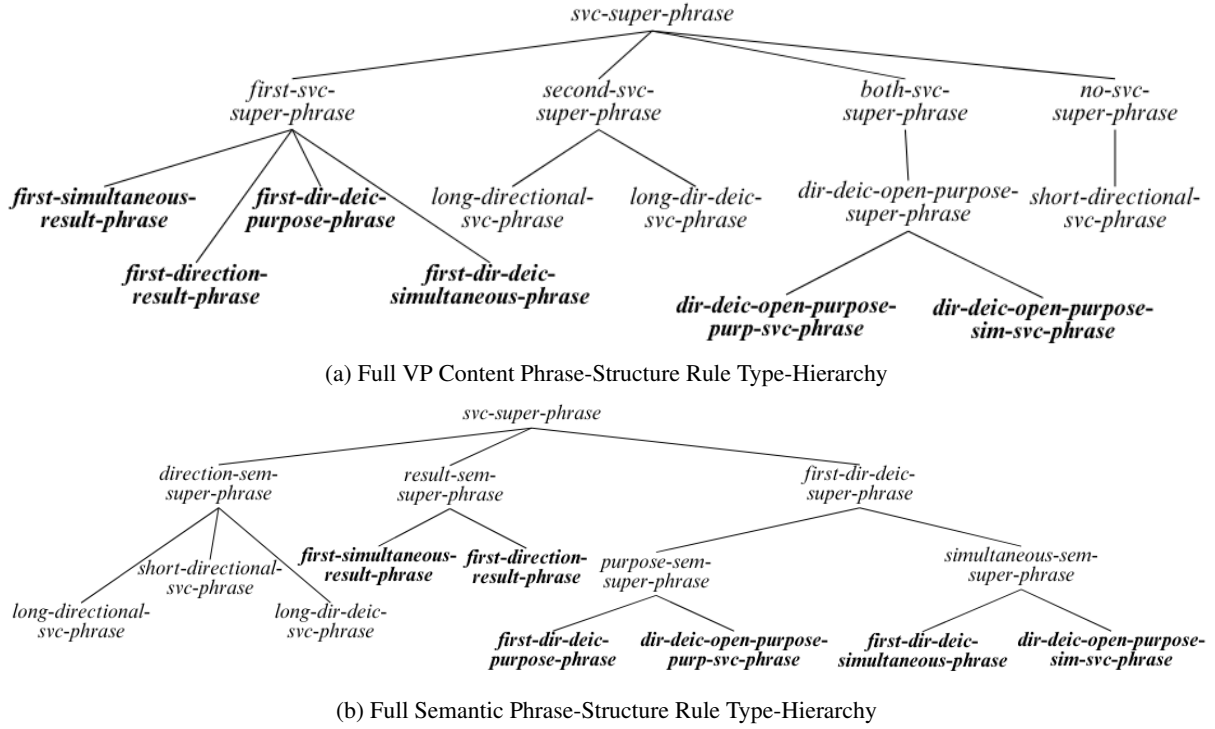 svc-super-phrase
first-svc-
super-phrase
second-svc-
super-phrase
both-svc-
super-phrase
no-svc-
super-phrase
first-simultaneous-
result-phrase
first-dir-deic-
purpose-phrase
long-directional-
svc-phrase
long-dir-deic-
svc-phrase
dir-deic-open-purpose-
super-phrase
short-directional-
svc-phrase
first-direction-
result-phrase
first-dir-deic-
simultaneous-phrase
dir-deic-open-purpose-
purp-svc-phrase
dir-deic-open-purpose-
sim-svc-phrase
(a) Full VP Content Phrase-Structure Rule Type-Hierarchy
svc-super-phrase
direction-sem-
super-phrase
result-sem-
super-phrase
first-dir-deic-
super-phrase
short-directional-
svc-phrase
first-simultaneous-
result-phrase
first-direction-
result-phrase
purpose-sem-
super-phrase
simultaneous-sem-
super-phrase
long-directional-
svc-phrase
long-dir-deic-
svc-phrase
first-dir-deic-
purpose-phrase
dir-deic-open-purpose-
purp-svc-phrase
first-dir-deic-
simultaneous-phrase
dir-deic-open-purpose-
sim-svc-phrase
(b) Full Semantic Phrase-Structure Rule Type-Hierarchy